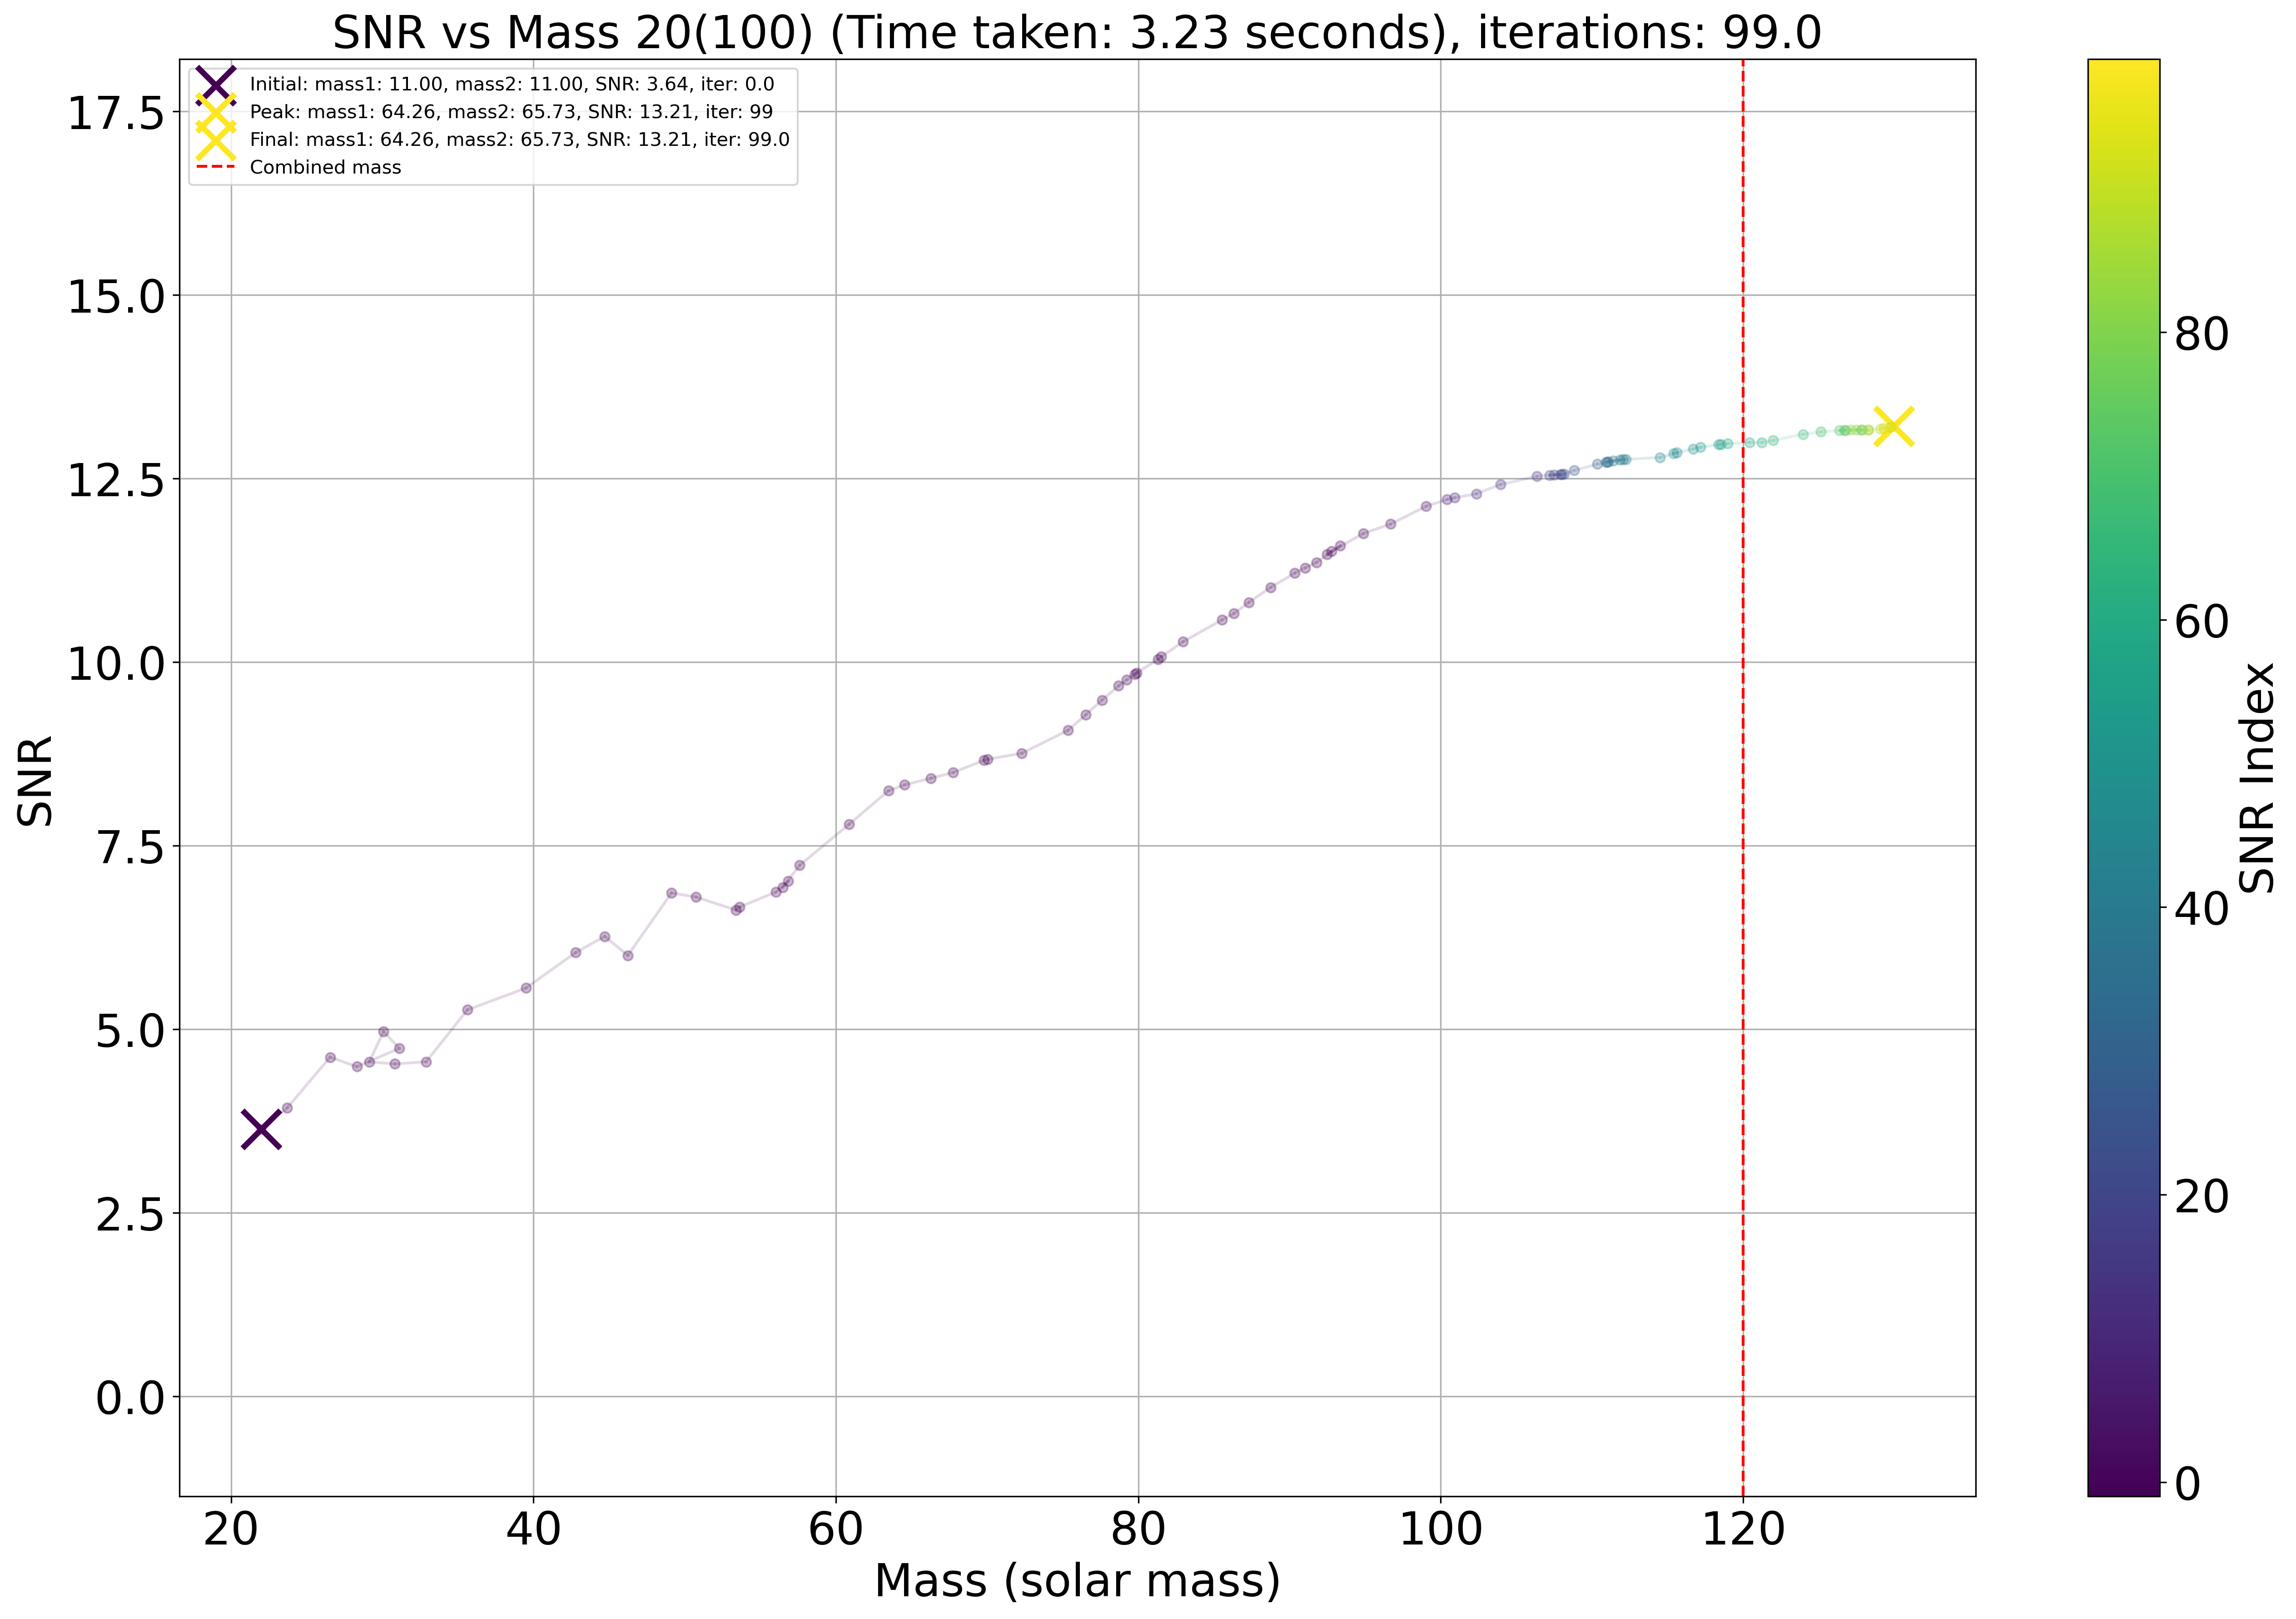 SNR vs Mass 20(100) (Time taken: 3.23 seconds), iterations: 99.0
Initial: mass1: 11.00, mass2: 11.00, SNR: 3.64, iter: 0.0
Peak: mass1: 64.26, mass2: 65.73, SNR: 13.21, iter: 99
Final: mass1: 64.26, mass2: 65.73, SNR: 13.21, iter: 99.0
Combined mass
17.5
15.0
12.5
10.0
7.5
5.0
2.5
0.0
SNR
20 40 60 80 100 120
Mass (solar mass)
80
60
40
20
0
SNR Index